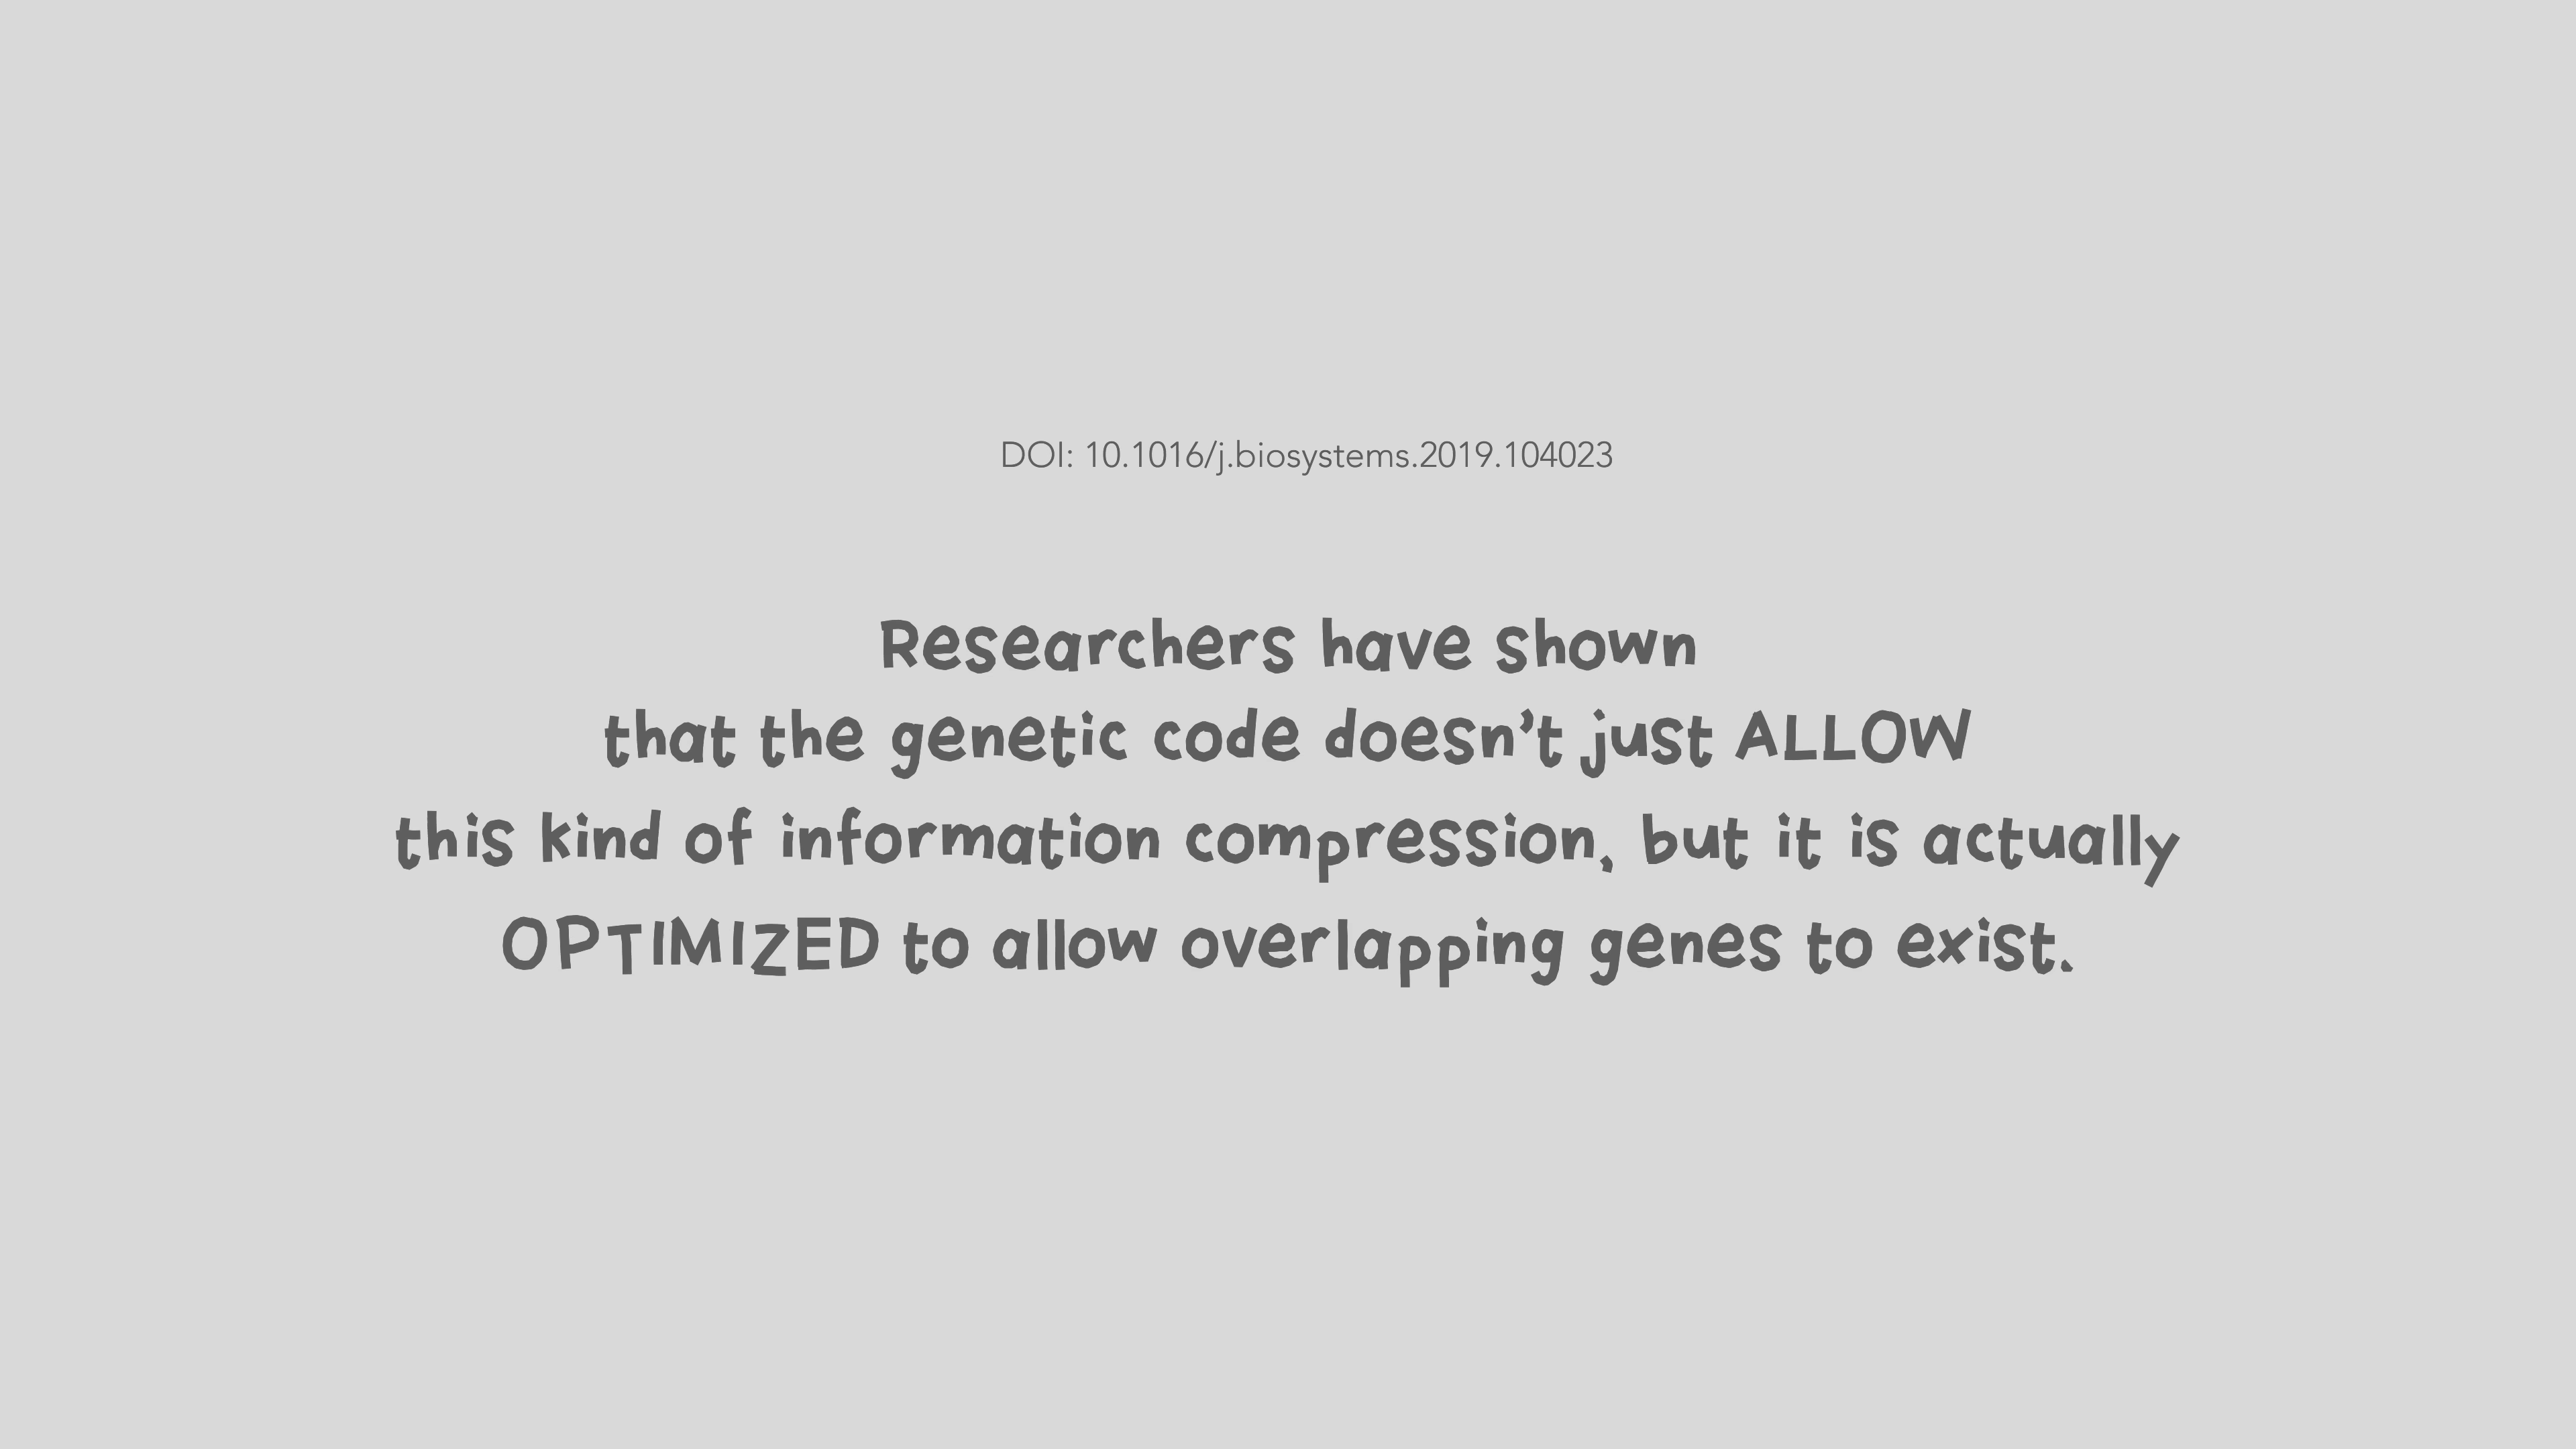 DOI: 10.1016/j.biosystems.2019.104023
Researchers have shown
that the genetic code doesn't just ALLOW
this kind of information compression, but it is actually
OPTIMIZED to allow overlapping genes to exist.